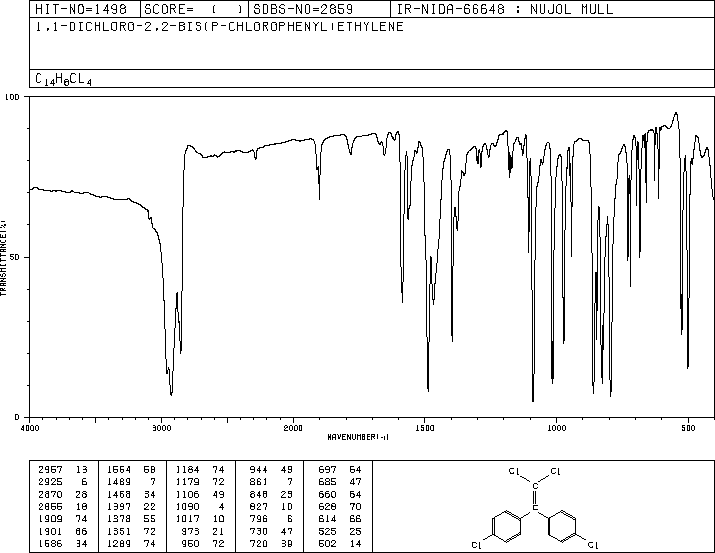 HIT-NO=1498 SCORE= ( ) SDBS-NO=2859 IR-NIDA-66648 : NUJOL MULL
1,1-DICHLORO-2,2-BIS(P-CHLOROPHENYL)ETHYLENE
C14H8CL4
100
50
0
TRANSMITTANCE(%)
4000 3000 2000 1500 1000 500
WAVENUMBER(-1)
2957 13 1564 60 1184 74 944 49 697 64
2925 6 1489 7 1179 72 861 7 685 47
2870 28 1468 34 1106 49 848 23 660 64
2855 18 1397 22 1090 4 827 10 628 70
1909 74 1378 55 1017 10 796 6 614 66
1901 66 1351 72 973 21 730 47 525 25
1586 34 1289 74 950 72 720 39 502 14
Cl Cl
C
C
Cl Cl